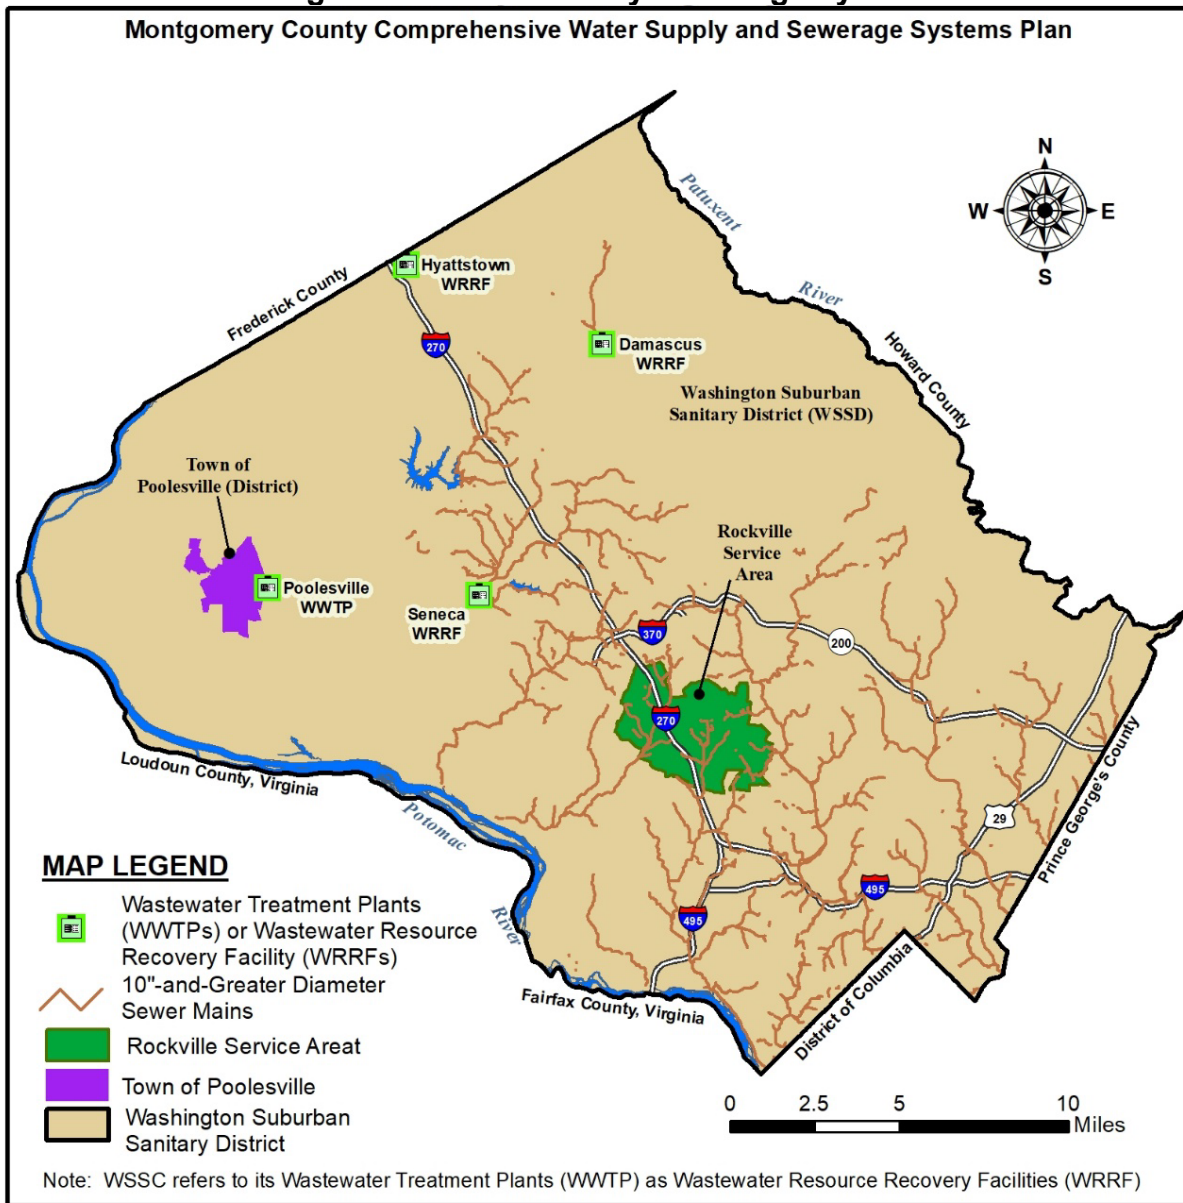 Montgomery County Comprehensive Water Supply and Sewerage Systems Plan
N
W
E
S
Patuxent
River
Frederick County
Howard County
Hyattstown
WRRF
270
Damascus
WRRF
Washington Suburban
Sanitary District (WSSD)
Town of
Poolesville (District)
Rockville
Service
Area
Poolesville
WWTP
Seneca
WRRF
370
200
270
Loudoun County, Virginia
Potomac
River
29
Prince George's County
495
495
Fairfax County, Virginia
District of Columbia
MAP LEGEND
Wastewater Treatment Plants
(WWTPs) or Wastewater Resource
Recovery Facility (WRRFs)
10"-and-Greater Diameter
Sewer Mains
Rockville Service Areat
Town of Poolesville
Washington Suburban
Sanitary District
0 2.5 5 10
Miles
Note: WSSC refers to its Wastewater Treatment Plants (WWTP) as Wastewater Resource Recovery Facilities (WRRF)